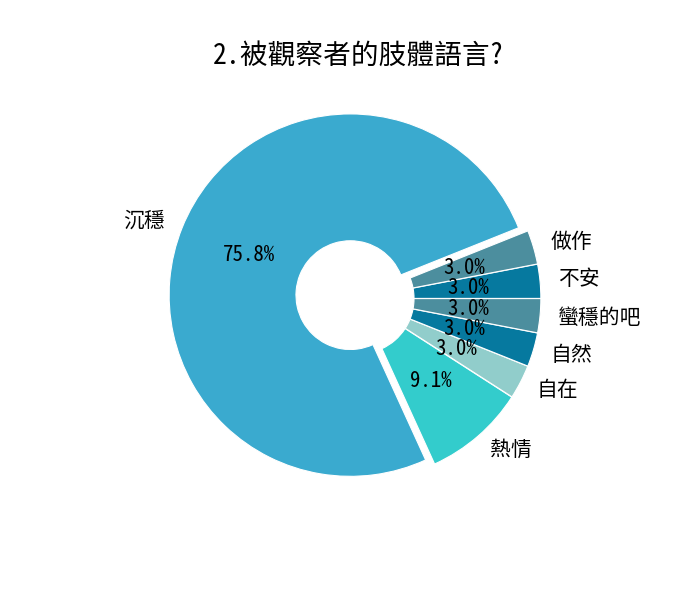 2.被觀察者的肢體語言?
沉穩
75.8%
做作
3.0%
不安
3.0%
蠻穩的吧
3.0%
自然
3.0%
自在
3.0%
熱情
9.1%